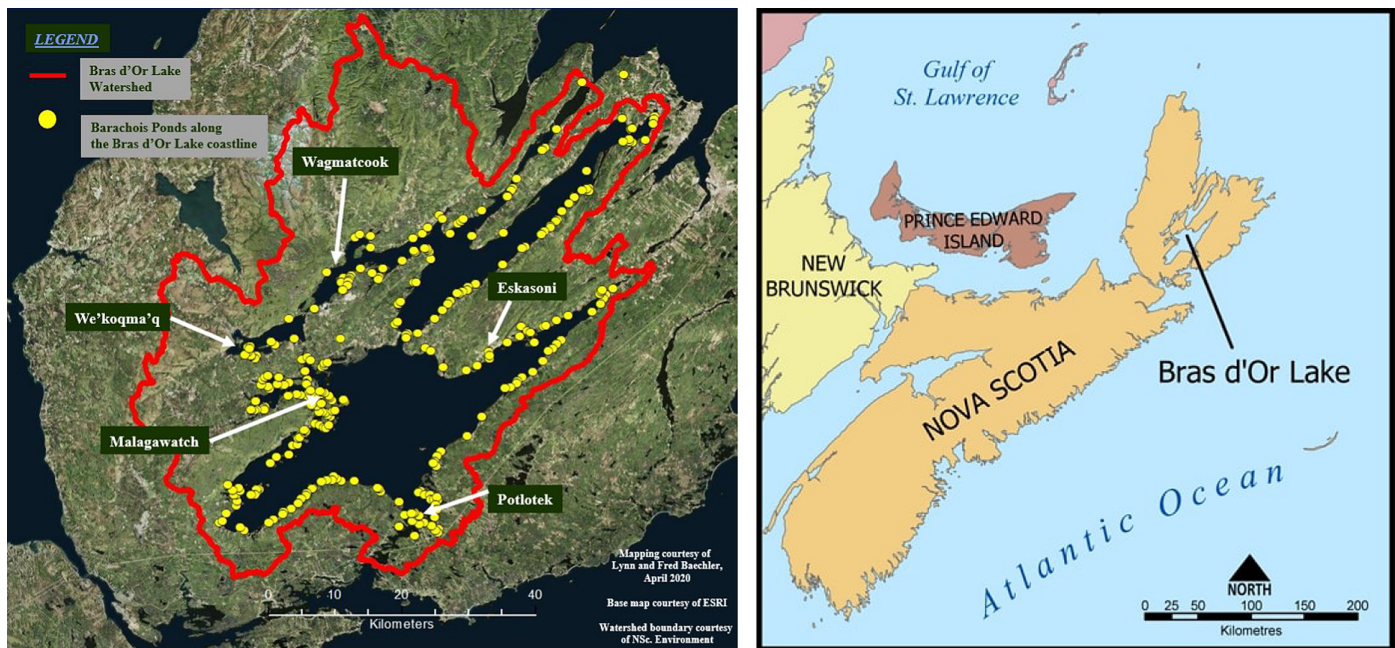 LEGEND
Bras d'Or Lake
Watershed
Barachois Ponds along
the Bras d'Or Lake coastline
Wagmatcook
Eskasoni
We'koqma'q
Malagawatch
Potlotek
Mapping courtesy of
Lynn and Fred Baechler,
April 2020
Base map courtesy of ESRI
Watershed boundary courtesy
of NSc. Environment
0 10 20 40
Kilometers
Gulf of
St. Lawrence
PRINCE EDWARD
ISLAND
NEW
BRUNSWICK
Bras d'Or Lake
NOVA SCOTIA
Atlantic Ocean
NORTH
0 25 50 100 150 200
Kilometres